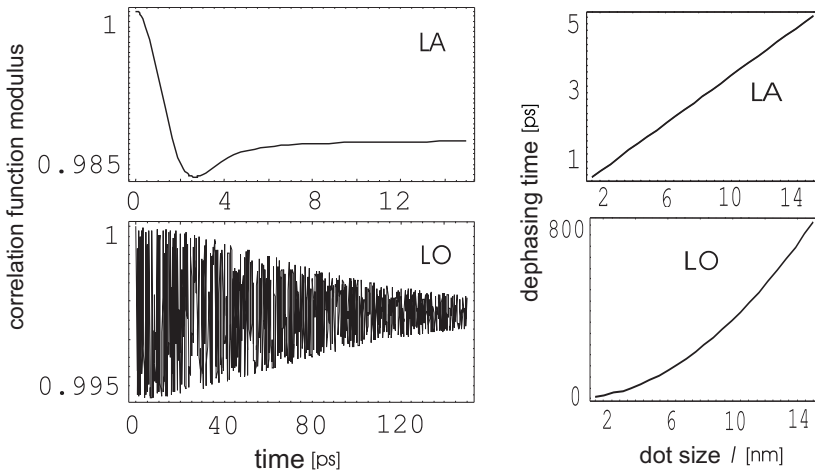 correlation function modulus
1
0.985
LA
0 4 8 12
1
0.995
LO
0 40 80 120
time [ps]
dephasing time [ps]
5
3
1
LA
2 6 10 14
800
400
0
LO
2 6 10 14
dot size l [nm]